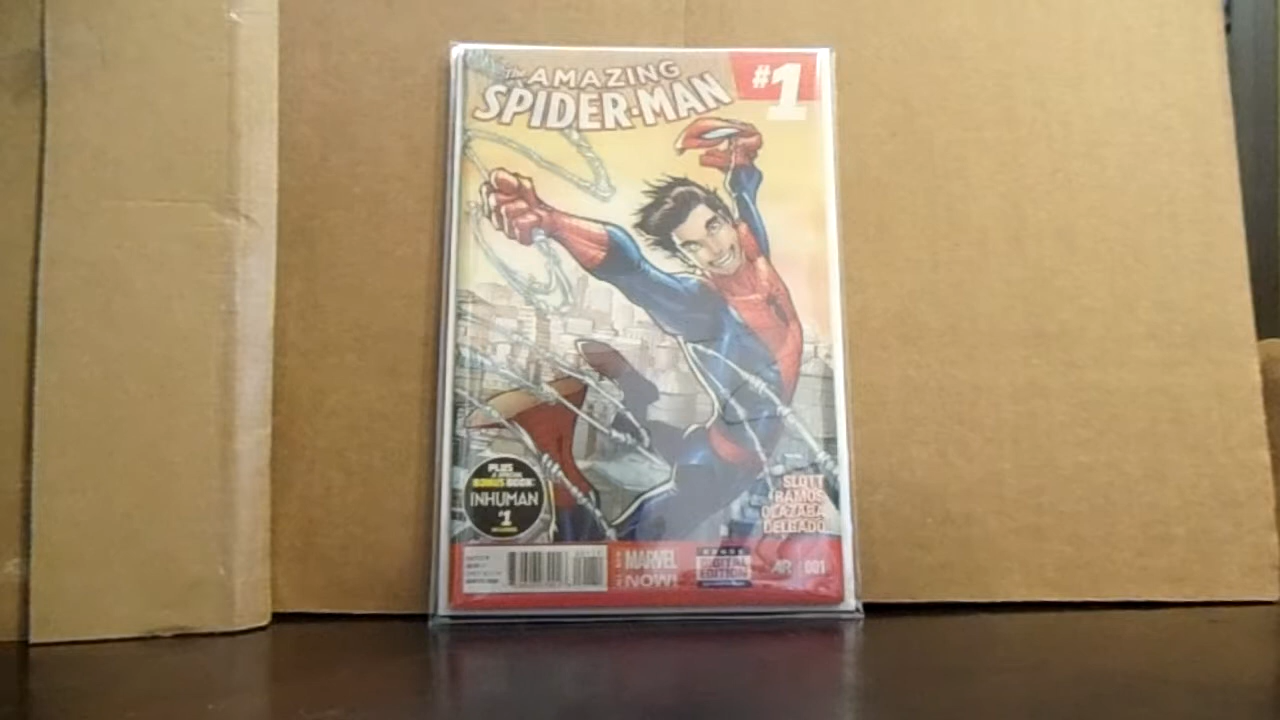 The AMAZING
SPIDER-MAN
#1
PLUS
A SPECIAL
BONUS BOOK:
INHUMAN
#1
SLOTT
RAMOS
OLAZABA
DELGADO
MARVEL
NOW!
DIGITAL
EDITION
AR 001